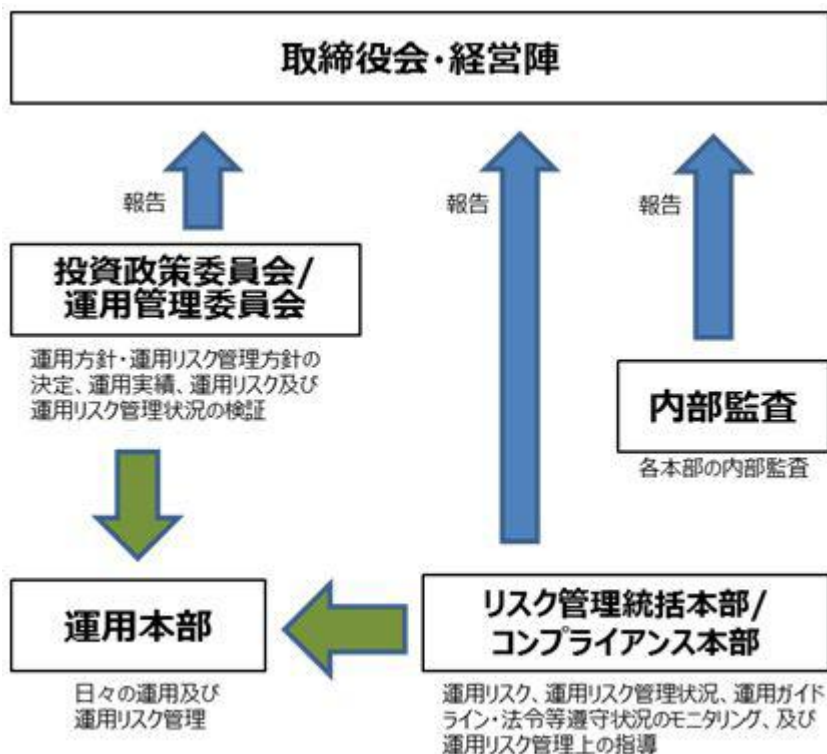 取締役会・経営陣
報告
報告
報告
投資政策委員会/
運用管理委員会
運用方針・運用リスク管理方針の
決定、運用実績、運用リスク及び
運用リスク管理状況の検証
内部監査
各本部の内部監査
運用本部
日々の運用及び
運用リスク管理
リスク管理統括本部/
コンプライアンス本部
運用リスク、運用リスク管理状況、運用ガイド
ライン・法令等遵守状況のモニタリング、及び
運用リスク管理上の指導